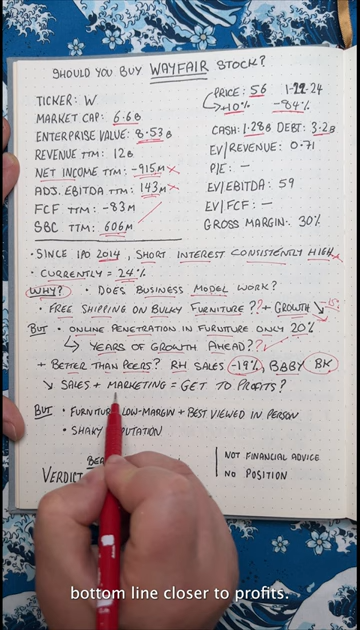 SHOULD YOU BUY WAYFAIR STOCK?
TICKER: W
MARKET CAP: 6.6B
ENTERPRISE VALUE: 8.53B
REVENUE TTM: 12B
NET INCOME TTM: -915M
ADJ. EBITDA TTM: 143M
FCF TTM: -83M
SBC TTM: 606M
PRICE: 56 1-22-24
+10% -84%
CASH: 1.28B DEBT: 3.2B
EV/REVENUE: 0.71
P/E: —
EV/EBITDA: 59
EV/FCF: —
GROSS MARGIN: 30%
• SINCE IPO 2014, SHORT INTEREST CONSISTENTLY HIGH
• CURRENTLY = 24%
WHY? • DOES BUSINESS MODEL WORK?
• FREE SHIPPING ON BULKY FURNITURE?? + GROWTH ↘
BUT • ONLINE PENETRATION IN FURNITURE ONLY 20%
↳ YEARS OF GROWTH AHEAD??
+ BETTER THAN PEERS? RH SALES -19%, BBBY BK
↘ SALES + MARKETING = GET TO PROFITS?
BUT • FURNITURE LOW-MARGIN + BEST VIEWED IN PERSON
• SHAKY
VERDICT
NOT FINANCIAL ADVICE
NO POSITION
bottom line closer to profits.